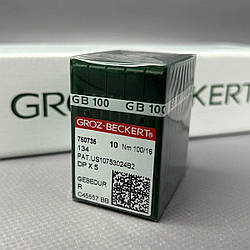 GB 100 GB 100
GROZ-BECKERT
GROZ-BECKERT®
760735 10 Nm 100/16
134
PAT.US10753024B2
DP X 5
GEBEDUR
R
C45667 BB